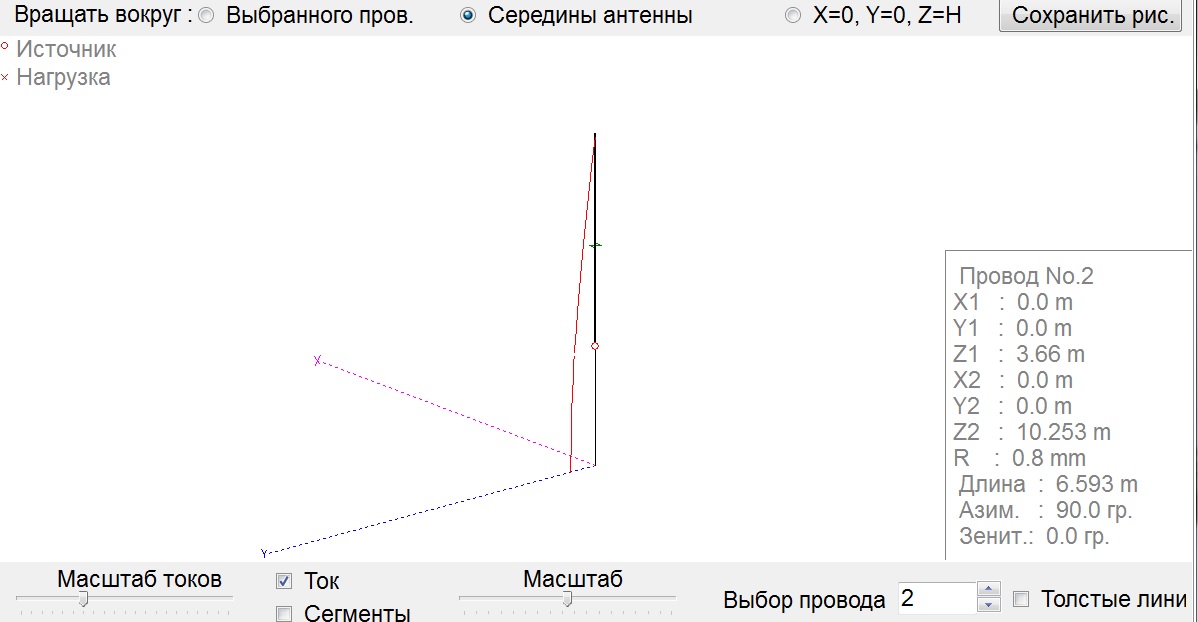 Вращать вокруг : Выбранного пров. Середины антенны X=0, Y=0, Z=H Сохранить рис.
Источник
Нагрузка
X
Y
Провод No.2
X1 : 0.0 m
Y1 : 0.0 m
Z1 : 3.66 m
X2 : 0.0 m
Y2 : 0.0 m
Z2 : 10.253 m
R : 0.8 mm
Длина : 6.593 m
Азим. : 90.0 гр.
Зенит.: 0.0 гр.
Масштаб токов Ток Масштаб
Сегменты
Выбор провода 2 Толстые лини